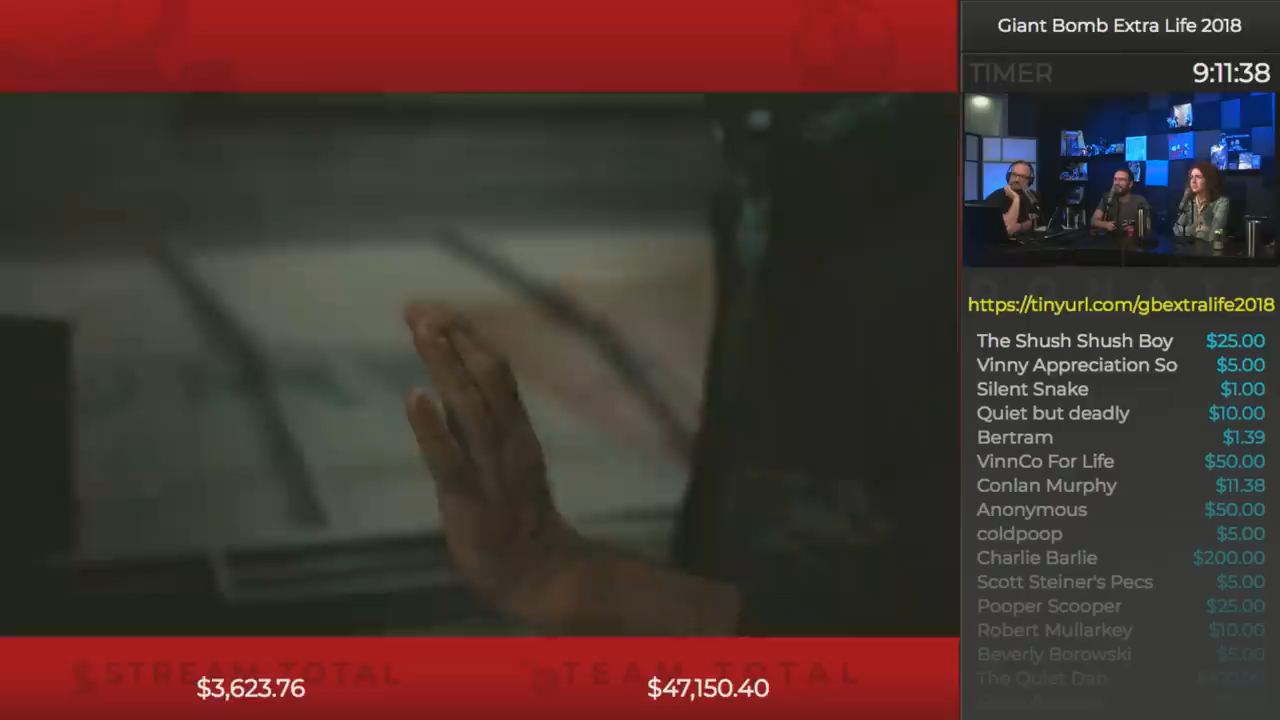 Giant Bomb Extra Life 2018
TIMER 9:11:38
https://tinyurl.com/gbextralife2018
The Shush Shush Boy $25.00
Vinny Appreciation So $5.00
Silent Snake $1.00
Quiet but deadly $10.00
Bertram $1.39
VinnCo For Life $50.00
Conlan Murphy $11.38
Anonymous $50.00
coldpoop $5.00
Charlie Barlie $200.00
Scott Steiner's Pecs $5.00
Pooper Scooper $25.00
Robert Mullarkey $10.00
Beverly Borowski $5.00
The Quiet Dan
STREAM TOTAL
$3,623.76
TEAM TOTAL
$47,150.40